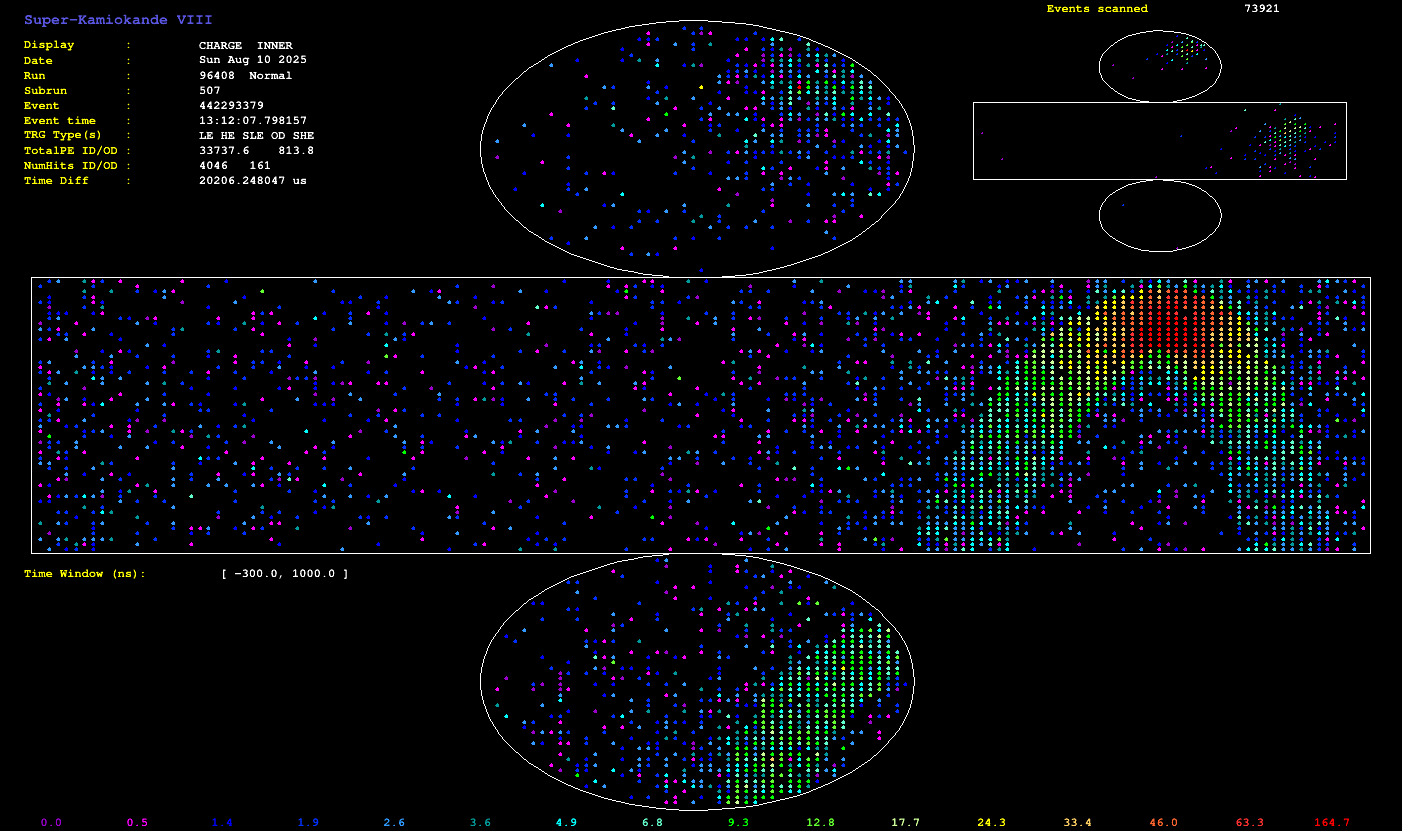 Super-Kamiokande VIII
Display : CHARGE INNER
Date : Sun Aug 10 2025
Run : 96408 Normal
Subrun : 507
Event : 442293379
Event time : 13:12:07.798157
TRG Type(s) : LE HE SLE OD SHE
TotalPE ID/OD : 33737.6 813.8
NumHits ID/OD : 4046 161
Time Diff : 20206.248047 us
Events scanned 73921
Time Window (ns): [ -300.0, 1000.0 ]
0.0 0.5 1.4 1.9 2.6 3.6 4.9 6.8 9.3 12.8 17.7 24.3 33.4 46.0 63.3 164.7